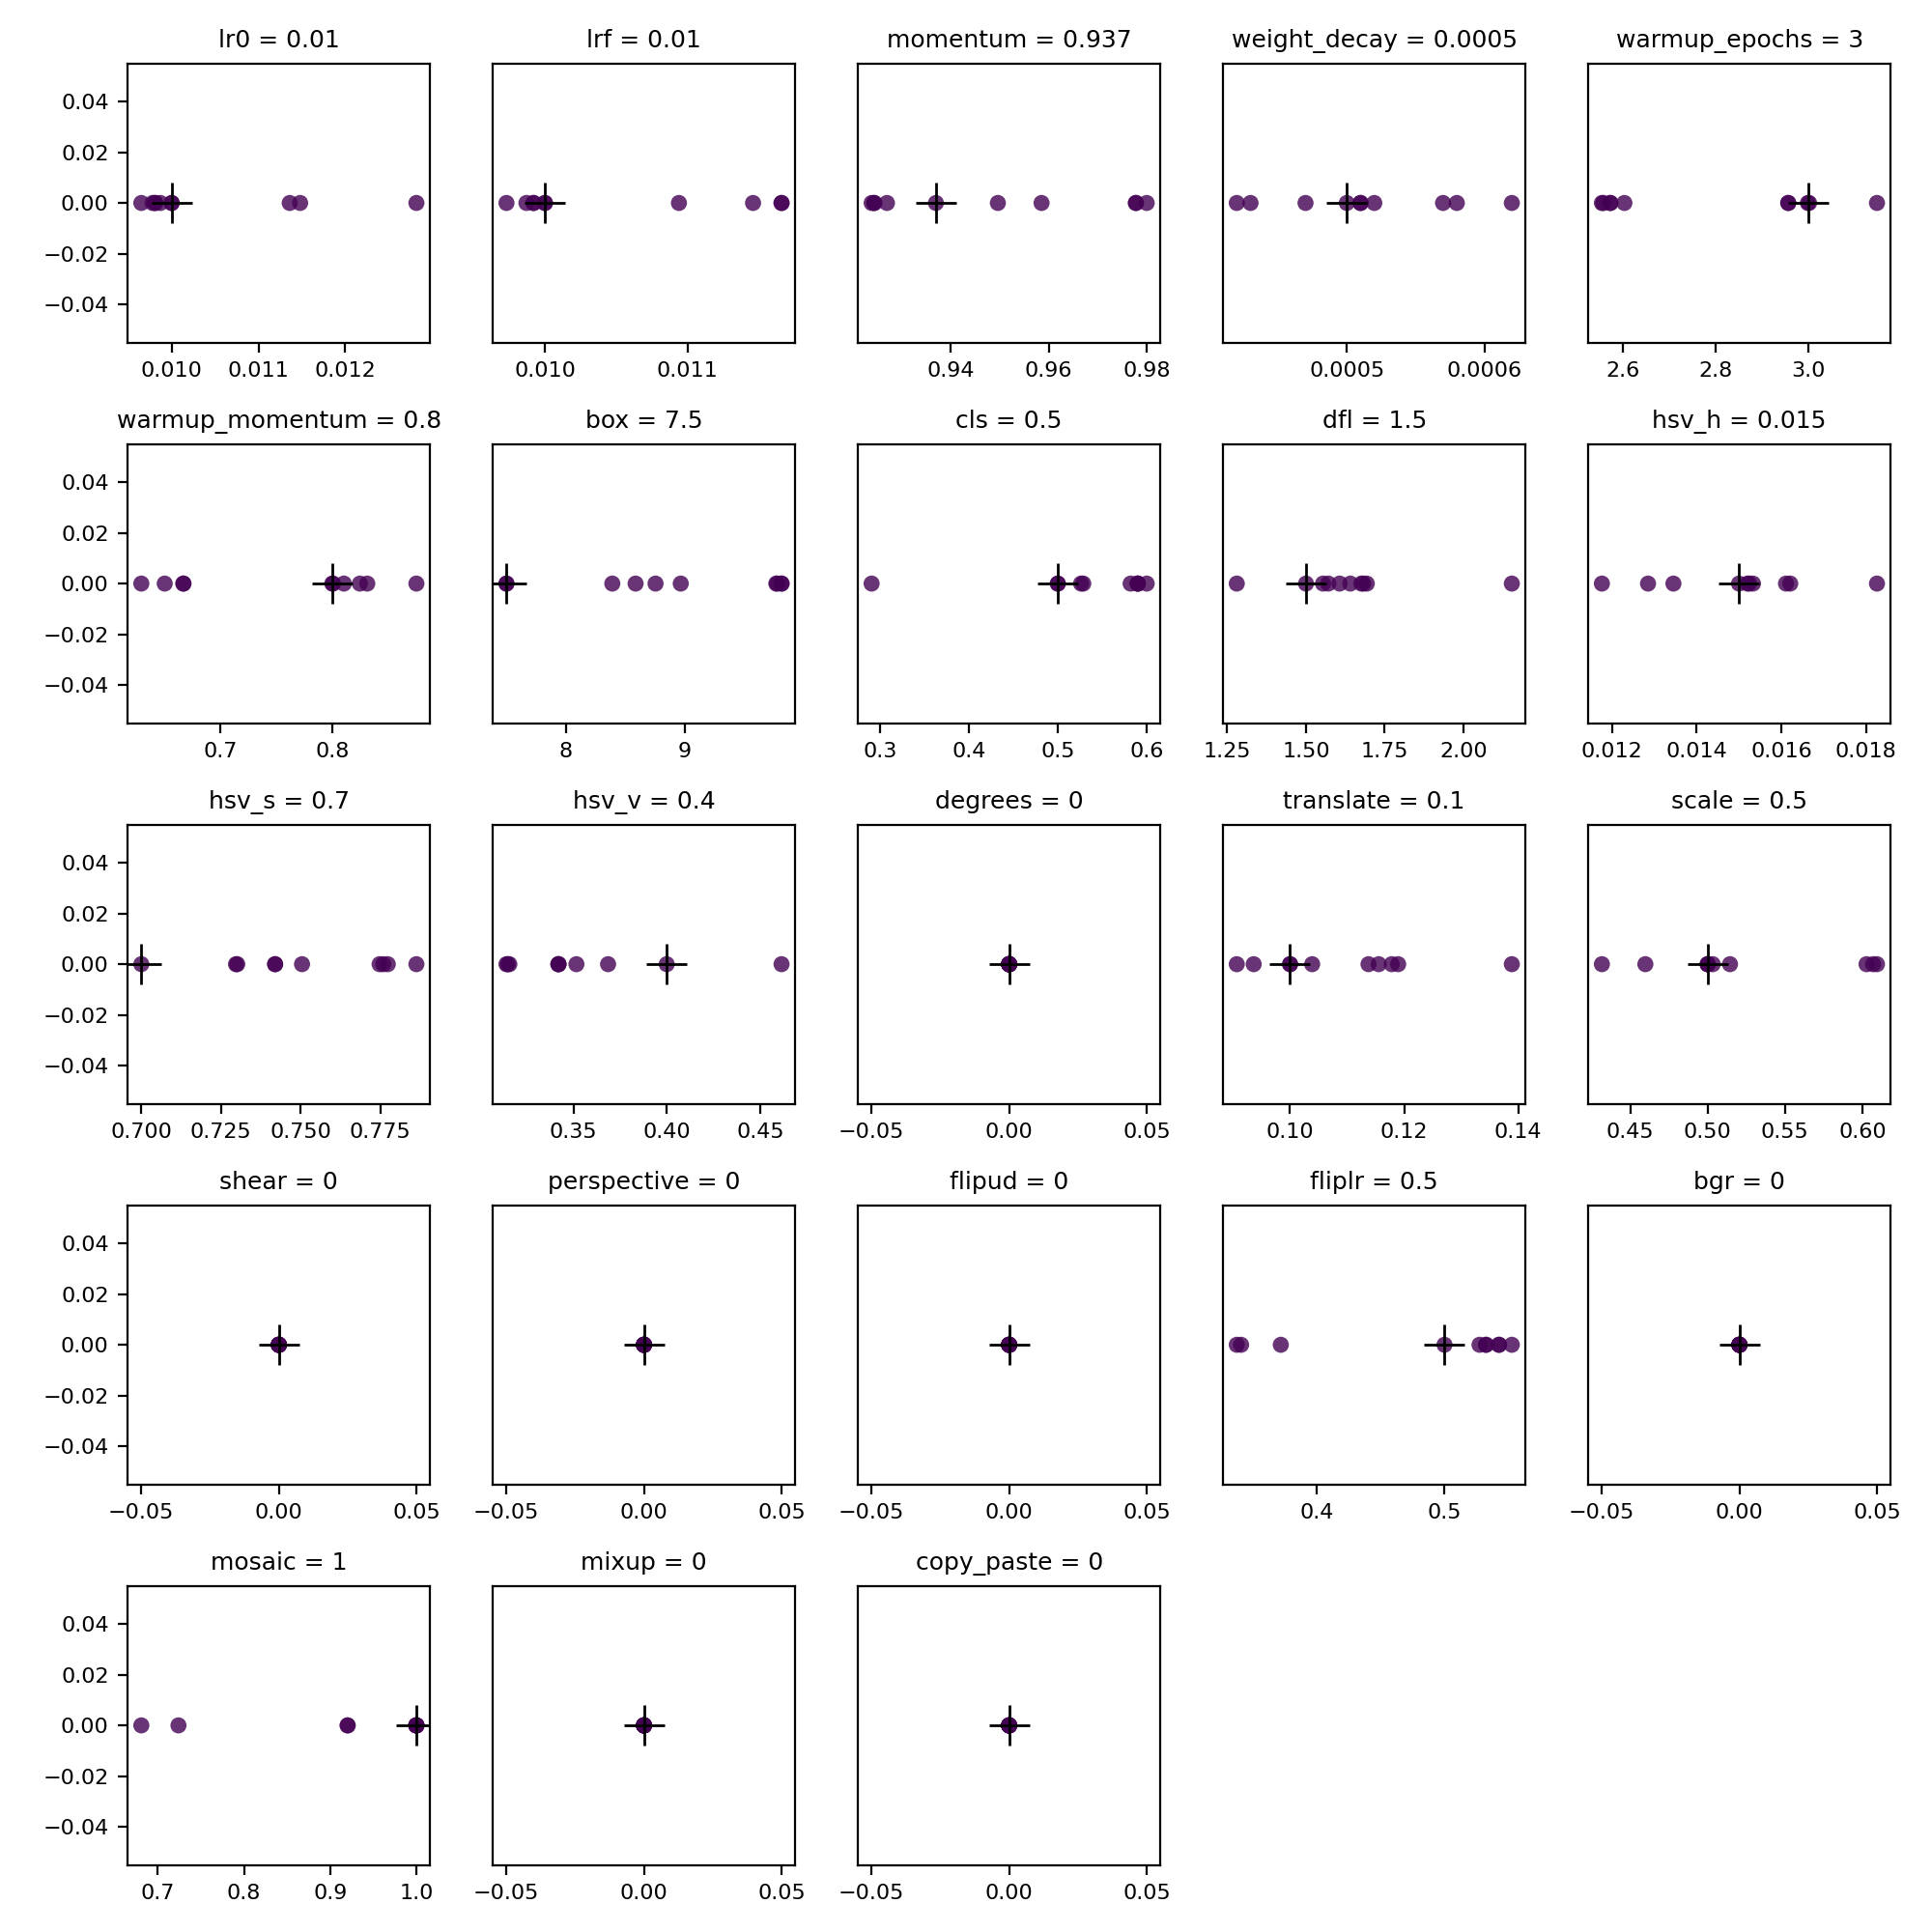 lr0 = 0.01 lrf = 0.01 momentum = 0.937 weight_decay = 0.0005 warmup_epochs = 3
0.04
0.02
0.00
−0.02
−0.04
0.010 0.011 0.012 0.010 0.011 0.94 0.96 0.98 0.0005 0.0006 2.6 2.8 3.0
warmup_momentum = 0.8 box = 7.5 cls = 0.5 dfl = 1.5 hsv_h = 0.015
0.04
0.02
0.00
−0.02
−0.04
0.7 0.8 8 9 0.3 0.4 0.5 0.6 1.25 1.50 1.75 2.00 0.012 0.014 0.016 0.018
hsv_s = 0.7 hsv_v = 0.4 degrees = 0 translate = 0.1 scale = 0.5
0.04
0.02
0.00
−0.02
−0.04
0.700 0.725 0.750 0.775 0.35 0.40 0.45 −0.05 0.00 0.05 0.10 0.12 0.14 0.45 0.50 0.55 0.60
shear = 0 perspective = 0 flipud = 0 fliplr = 0.5 bgr = 0
0.04
0.02
0.00
−0.02
−0.04
−0.05 0.00 0.05 −0.05 0.00 0.05 −0.05 0.00 0.05 0.4 0.5 −0.05 0.00 0.05
mosaic = 1 mixup = 0 copy_paste = 0
0.04
0.02
0.00
−0.02
−0.04
0.7 0.8 0.9 1.0 −0.05 0.00 0.05 −0.05 0.00 0.05